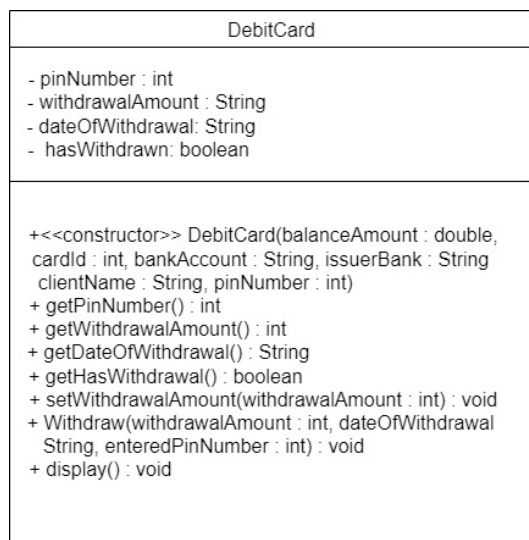 DebitCard
- pinNumber : int
- withdrawalAmount : String
- dateOfWithdrawal: String
- hasWithdrawn: boolean
+<<constructor>> DebitCard(balanceAmount : double,
cardId : int, bankAccount : String, issuerBank : String
clientName : String, pinNumber : int)
+ getPinNumber() : int
+ getWithdrawalAmount() : int
+ getDateOfWithdrawal() : String
+ getHasWithdrawal() : boolean
+ setWithdrawalAmount(withdrawalAmount : int) : void
+ Withdraw(withdrawalAmount : int, dateOfWithdrawal
String, enteredPinNumber : int) : void
+ display() : void